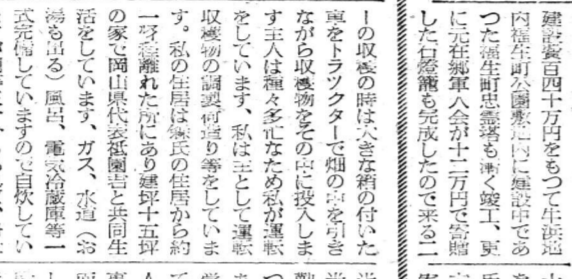 建設費百四十万円をもつて牛浜地
内福生町公園敷地内に建設中であ
つた福生町忠霊塔も漸く竣工、更
に元在郷軍人会が十二万円で寄贈
した石燈籠も完成したので来る二
ーの収穫の時は大きな箱の付いた
車をトラックターで畑の中を引き
ながら収穫物をその中に投入しま
す主人は種々多忙なため私が運転
をしています、私は主として運転
収穫物の調製荷造り等をしていま
す。私の住居は氏の住居から約
一離れた所にあり建坪十五坪
の家で岡山県代表祇園君と共同生
活をしています、ガス、水道（お
湯も出る）風呂、電気冷蔵庫等一
式完備していますので自炊してい